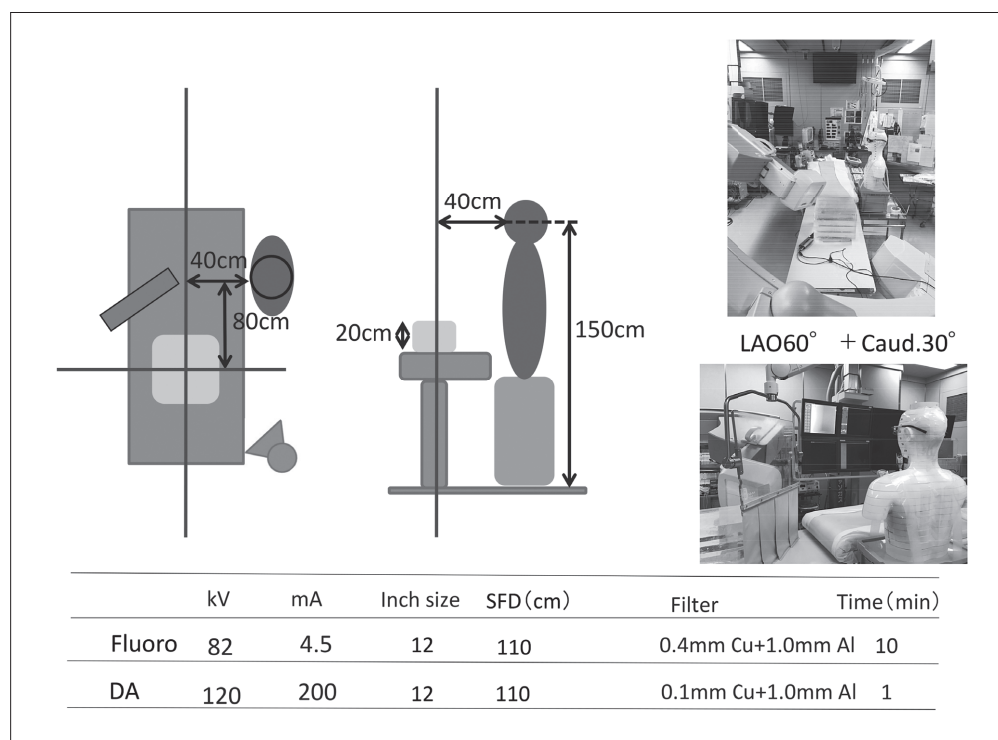 40cm
80cm
40cm
20cm
150cm
LAO60° +Caud.30°
kV mA Inch size SFD(cm) Filter Time(min)
Fluoro 82 4.5 12 110 0.4mm Cu+1.0mm Al 10
DA 120 200 12 110 0.1mm Cu+1.0mm Al 1